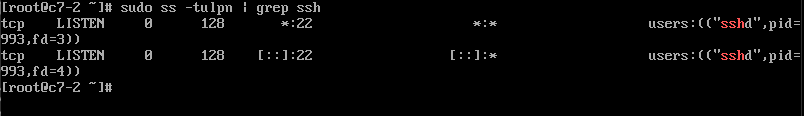 [root@c7-2 ~]# sudo ss -tulpn | grep ssh
tcp    LISTEN     0      128       *:22                    *:*                   users:(("sshd",pid=
993,fd=3))
tcp    LISTEN     0      128    [::]:22                 [::]:*                   users:(("sshd",pid=
993,fd=4))
[root@c7-2 ~]#